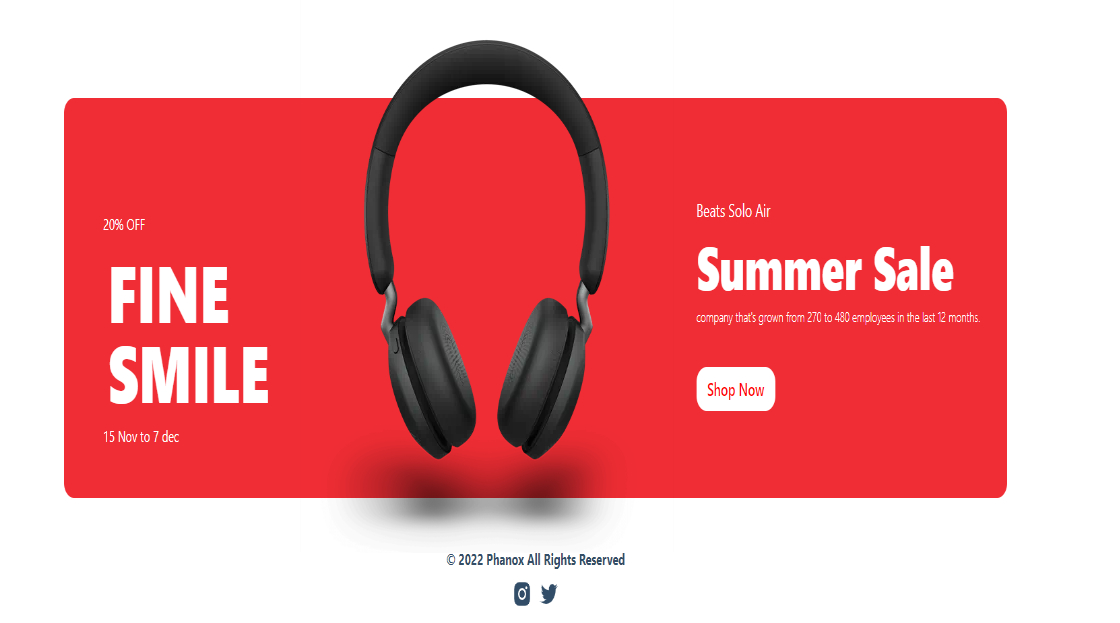 20% OFF
FINE
SMILE
15 Nov to 7 dec
Beats Solo Air
Summer Sale
company that's grown from 270 to 480 employees in the last 12 months.
Shop Now
© 2022 Phanox All Rights Reserved